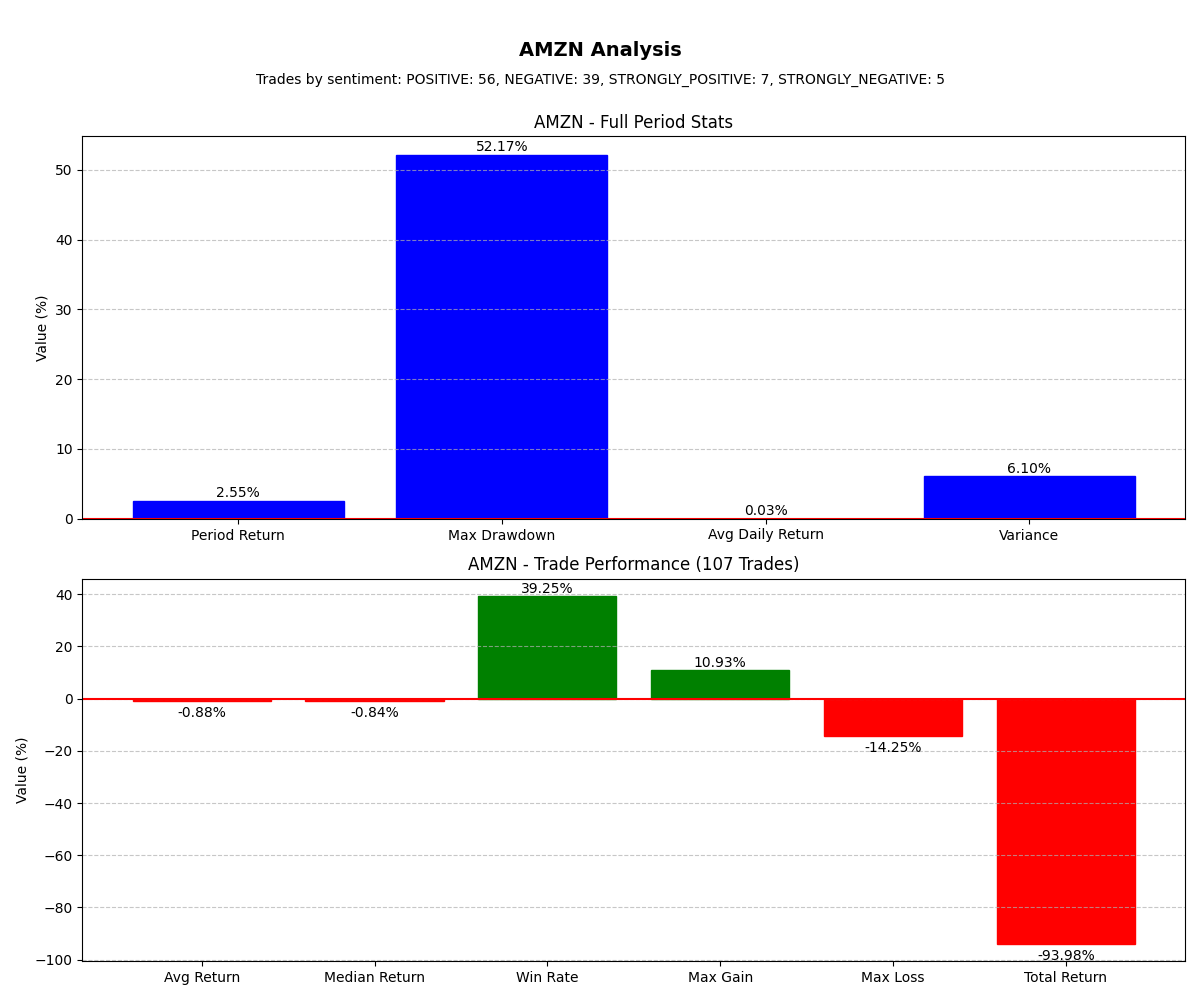 AMZN Analysis
Trades by sentiment: POSITIVE: 56, NEGATIVE: 39, STRONGLY_POSITIVE: 7, STRONGLY_NEGATIVE: 5
AMZN - Full Period Stats
Value (%)
50
40
30
20
10
0
2.55%
52.17%
0.03%
6.10%
Period Return
Max Drawdown
Avg Daily Return
Variance
AMZN - Trade Performance (107 Trades)
Value (%)
40
20
0
−20
−40
−60
−80
−100
-0.88%
-0.84%
39.25%
10.93%
-14.25%
-93.98%
Avg Return
Median Return
Win Rate
Max Gain
Max Loss
Total Return